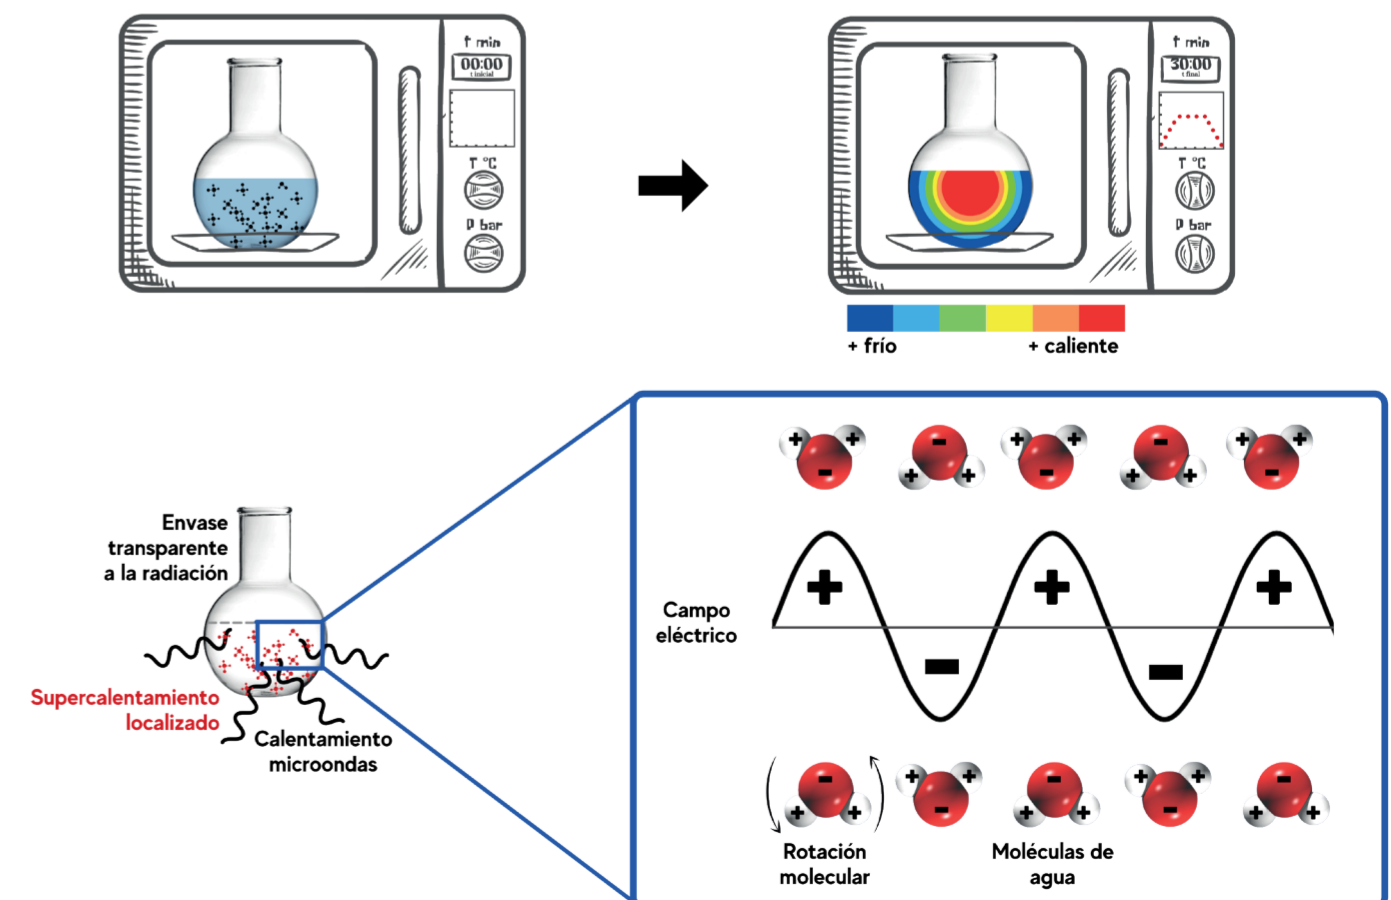 t min
00:00
t inicial
T °C
P bar
t min
30:00
t final
T °C
P bar
+ frío
+ caliente
Envase
transparente
a la radiación
Supercalentamiento
localizado
Calentamiento
microondas
Campo
eléctrico
+ + +
- -
Rotación
molecular
Moléculas de
agua